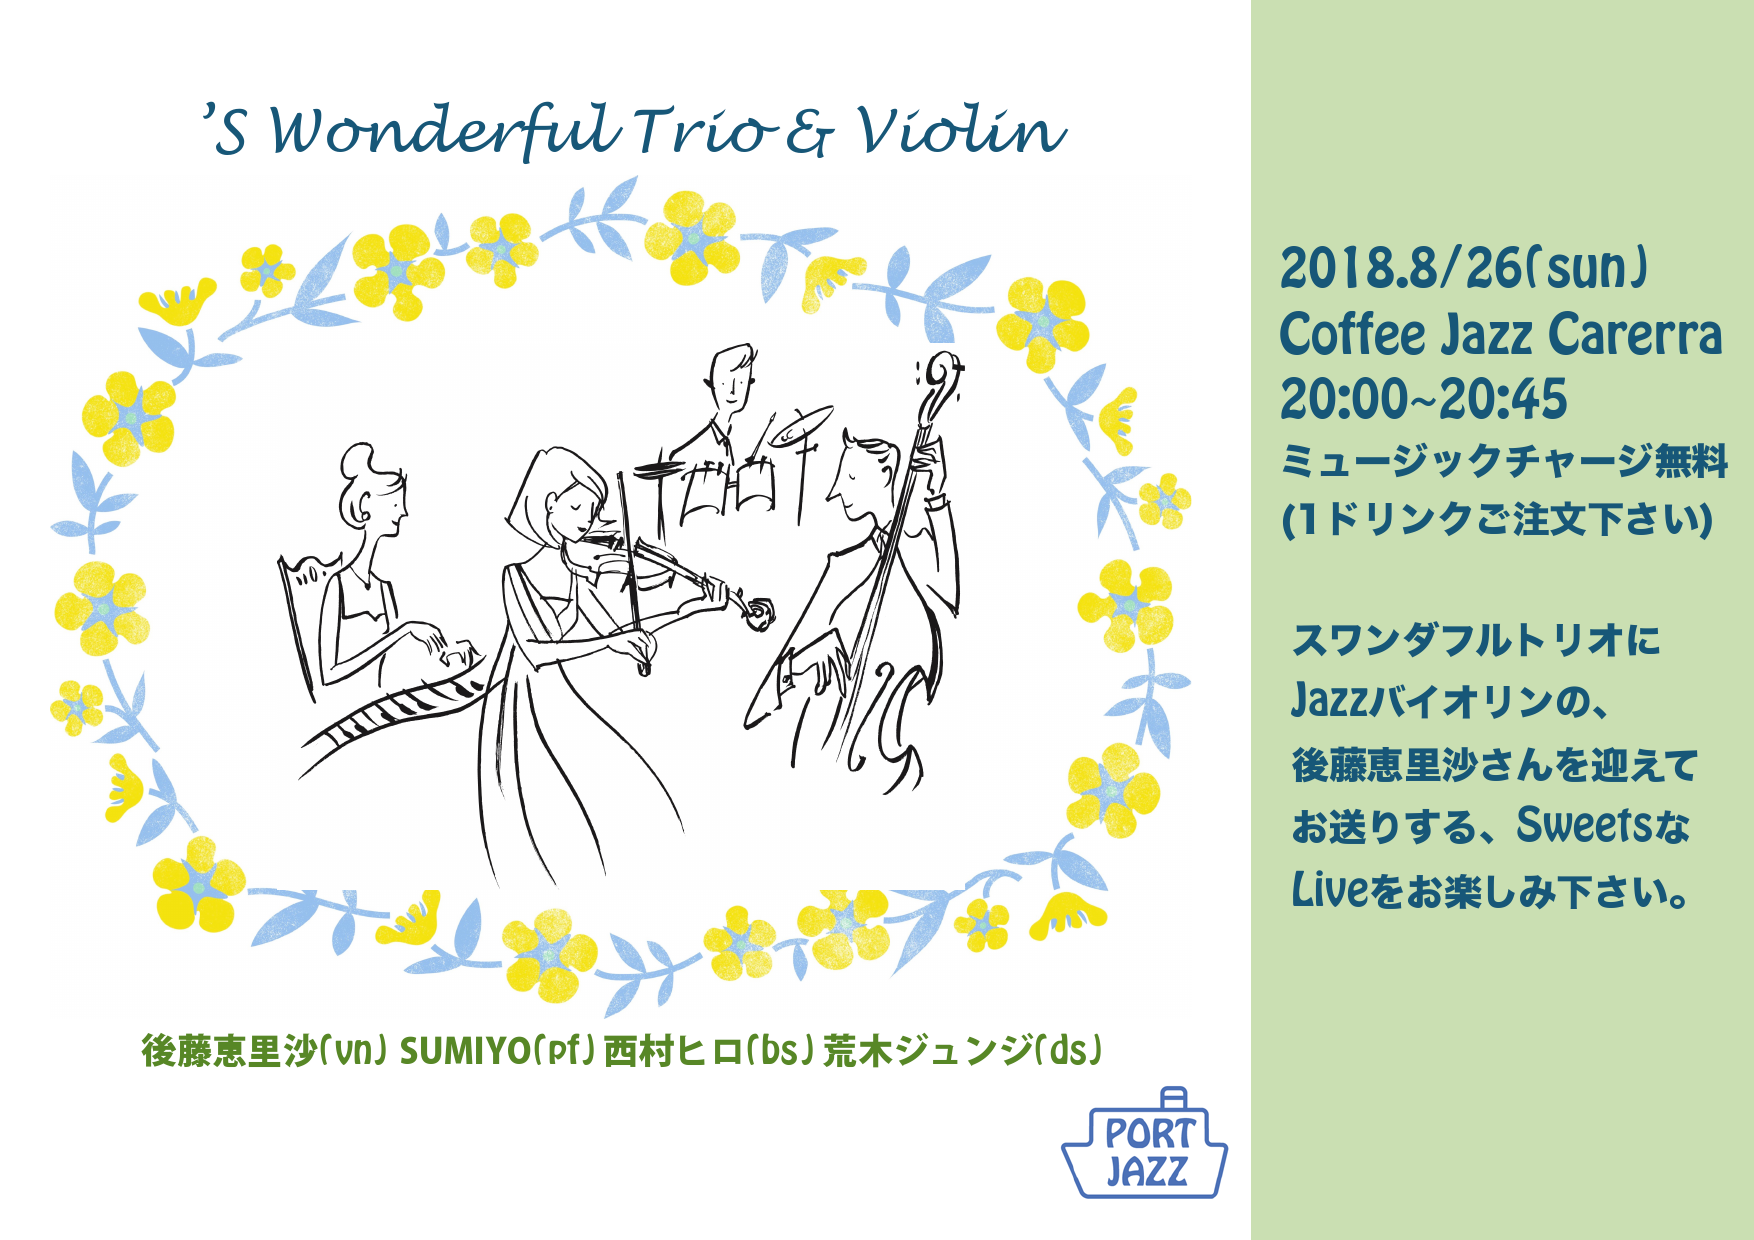 ’S Wonderful Trio & Violin
2018.8/26(sun)
Coffee Jazz Carerra
20:00~20:45
ミュージックチャージ無料
(1ドリンクご注文下さい)
スワンダフルトリオに
Jazzバイオリンの、
後藤恵里沙さんを迎えて
お送りする、Sweetsな
Liveをお楽しみ下さい。
後藤恵里沙(vn) SUMIYO(pf) 西村ヒロ(bs) 荒木ジュンジ(ds)
PORT
JAZZ